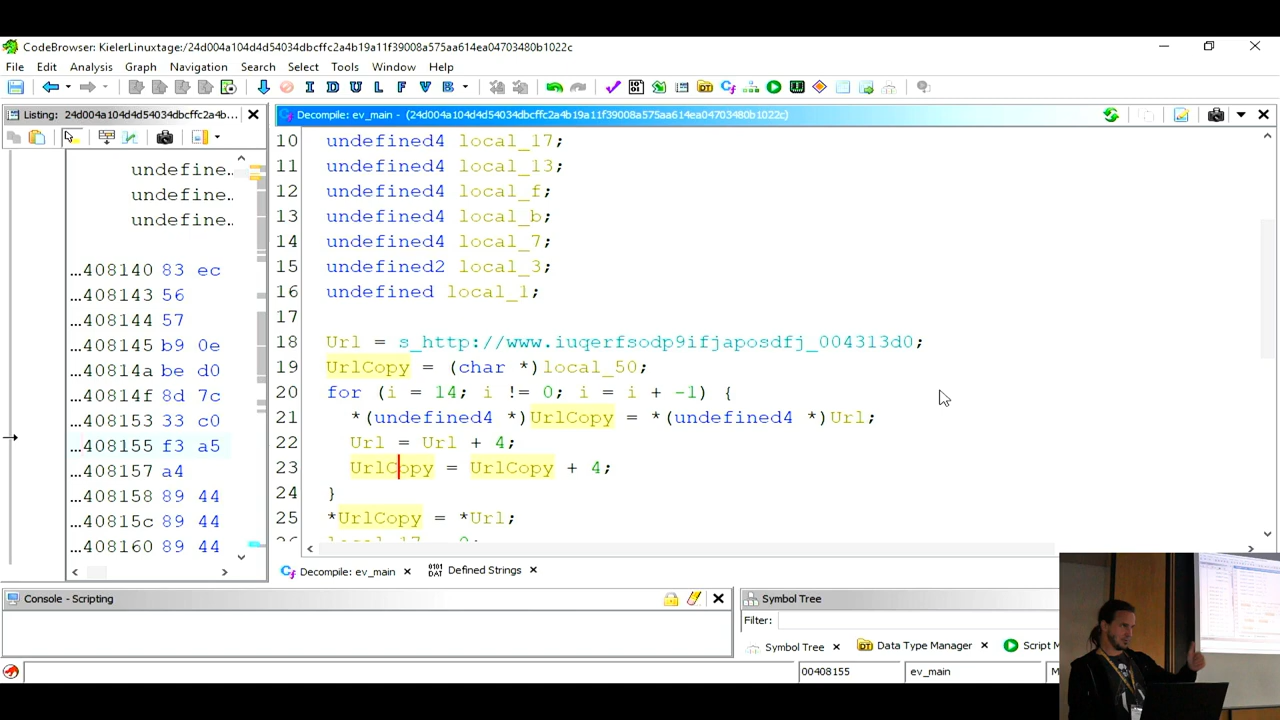 CodeBrowser: KielerLinuxtage:/24d004a104d4d54034dbcffc2a4b19a11f39008a575aa614ea04703480b1022c
File Edit Analysis Graph Navigation Search Select Tools Window Help
I D U L F V B
Listing: 24d004a104d4d54034dbcffc2a4b...
Decompile: ev_main - (24d004a104d4d54034dbcffc2a4b19a11f39008a575aa614ea04703480b1022c)
undefine..
undefine..
undefine..
...408140 83 ec
...408143 56
...408144 57
...408145 b9 0e
...40814a be d0
...40814f 8d 7c
...408153 33 c0
...408155 f3 a5
...408157 a4
...408158 89 44
...40815c 89 44
...408160 89 44
10 undefined4 local_17;
11 undefined4 local_13;
12 undefined4 local_f;
13 undefined4 local_b;
14 undefined4 local_7;
15 undefined2 local_3;
16 undefined local_1;
17
18 Url = s_http://www.iuqerfsodp9ifjaposdfj_004313d0;
19 UrlCopy = (char *)local_50;
20 for (i = 14; i != 0; i = i + -1) {
21 *(undefined4 *)UrlCopy = *(undefined4 *)Url;
22 Url = Url + 4;
23 UrlCopy = UrlCopy + 4;
24 }
25 *UrlCopy = *Url;
26 local_17 = 0;
Decompile: ev_main
Defined Strings
Console - Scripting
Symbol Tree
Filter:
Symbol Tree
Data Type Manager
Script M
00408155
ev_main